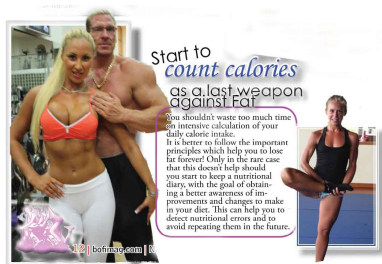 Start to
count calories
as a last weapon
against Fat
You shouldn't waste too much time
on intensive calculation of your
daily calorie intake.
It is better to follow the important
principles which help you to lose
fat forever! Only in the rare case
that this doesn't help should
you start to keep a nutritional
diary, with the goal of obtain-
ing a better awareness of im-
provements and changes to make
in your diet. This can help you to
detect nutritional errors and to
avoid repeating them in the future.
12 | bofimag.com |